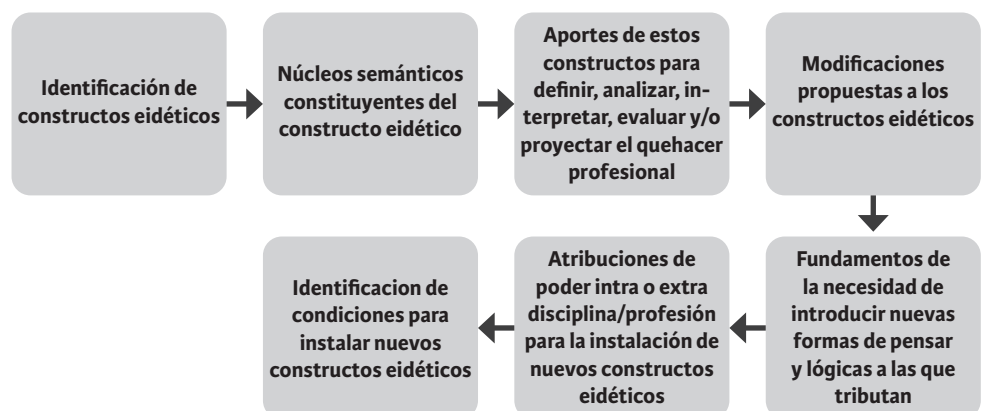 Identificación de
constructos eidéticos
Núcleos semánticos
constituyentes del
constructo eidético
Aportes de estos
constructos para
definir, analizar, in-
terpretar, evaluar y/o
proyectar el quehacer
profesional
Modificaciones
propuestas a los
constructos eidéticos
Fundamentos de
la necesidad de
introducir nuevas
formas de pensar
y lógicas a las que
tributan
Atribuciones de
poder intra o extra
disciplina/profesión
para la instalación de
nuevos constructos
eidéticos
Identificacion de
condiciones para
instalar nuevos
constructos eidéticos